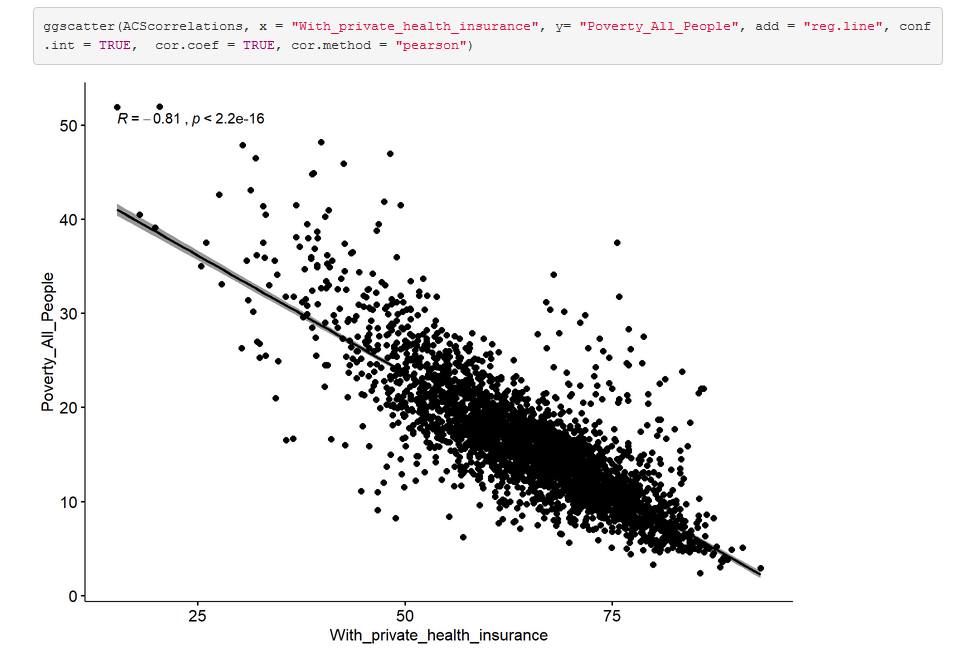 ggscatter(ACScorrelations, x = "With_private_health_insurance", y= "Poverty_All_People", add = "reg.line", conf
.int = TRUE,  cor.coef = TRUE, cor.method = "pearson")
R = −0.81 , p < 2.2e-16
50
40
30
20
10
0
Poverty_All_People
25 50 75
With_private_health_insurance